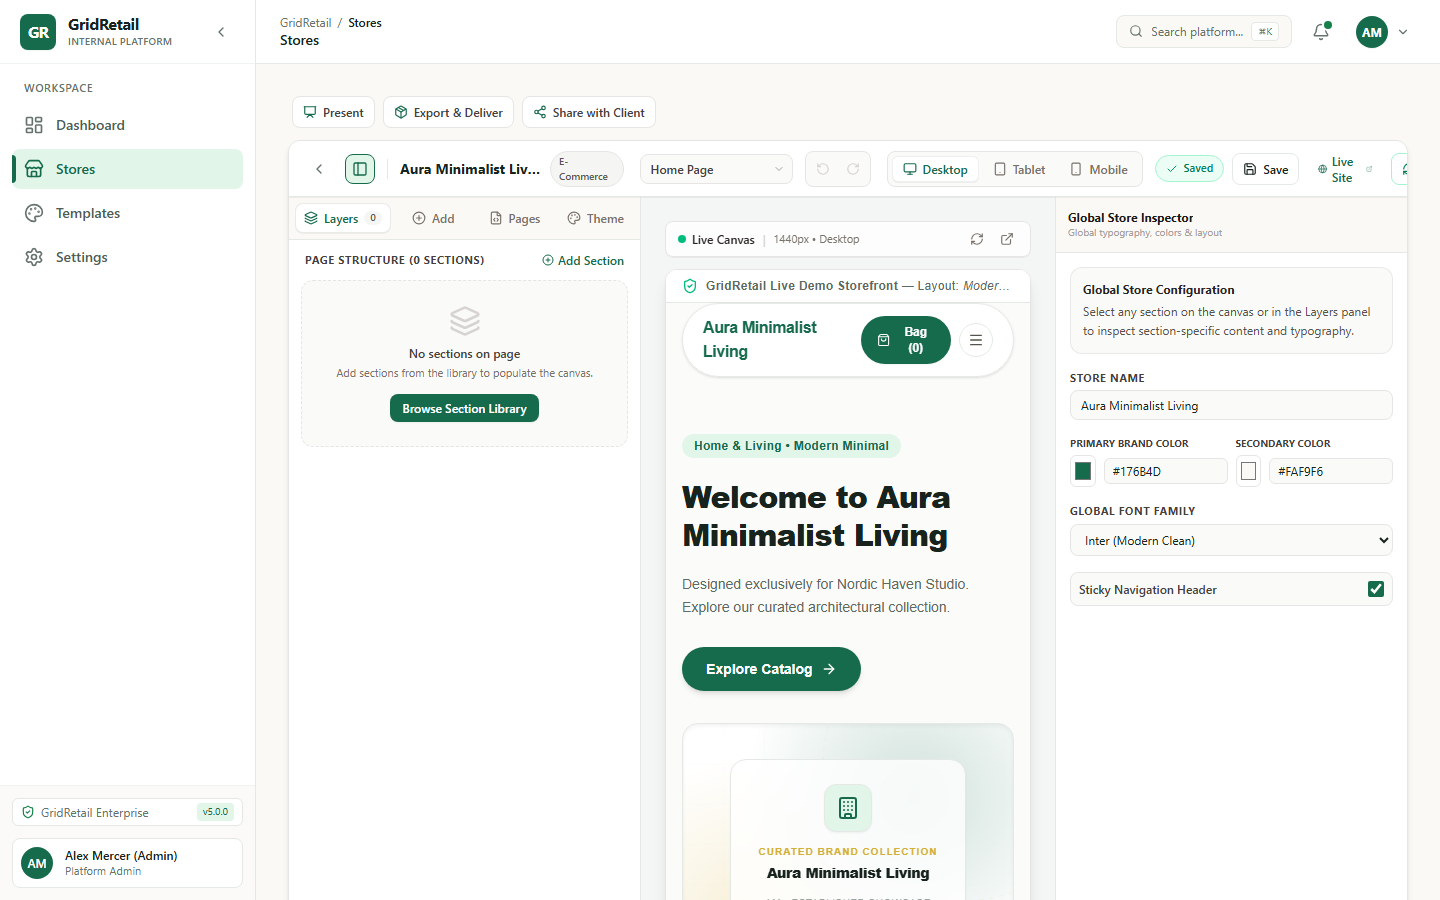 GR
GridRetail
INTERNAL PLATFORM
WORKSPACE
Dashboard
Stores
Templates
Settings
GridRetail Enterprise
v5.0.0
AM
Alex Mercer (Admin)
Platform Admin
GridRetail / Stores
Stores
Search platform...
⌘K
AM
Present
Export & Deliver
Share with Client
Aura Minimalist Liv...
E-
Commerce
Home Page
Desktop
Tablet
Mobile
Saved
Save
Live
Site
Layers 0
Add
Pages
Theme
PAGE STRUCTURE (0 SECTIONS)
Add Section
No sections on page
Add sections from the library to populate the canvas.
Browse Section Library
Live Canvas | 1440px • Desktop
GridRetail Live Demo Storefront — Layout: Moder...
Aura Minimalist
Living
Bag
(0)
Home & Living • Modern Minimal
Welcome to Aura
Minimalist Living
Designed exclusively for Nordic Haven Studio.
Explore our curated architectural collection.
Explore Catalog
CURATED BRAND COLLECTION
Aura Minimalist Living
Global Store Inspector
Global typography, colors & layout
Global Store Configuration
Select any section on the canvas or in the Layers panel
to inspect section-specific content and typography.
STORE NAME
Aura Minimalist Living
PRIMARY BRAND COLOR
#176B4D
SECONDARY COLOR
#FAF9F6
GLOBAL FONT FAMILY
Inter (Modern Clean)
Sticky Navigation Header